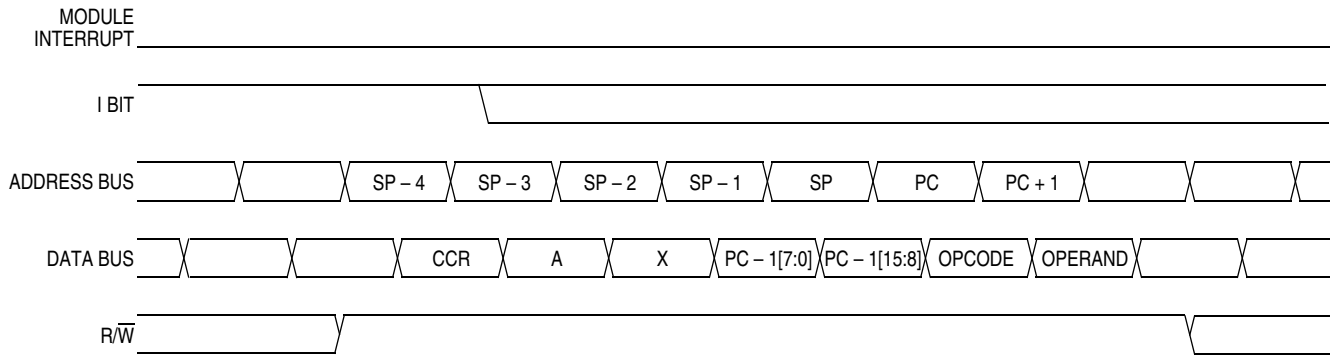 MODULE
INTERRUPT
I BIT
ADDRESS BUS SP – 4 SP – 3 SP – 2 SP – 1 SP PC PC + 1
DATA BUS CCR A X PC – 1[7:0] PC – 1[15:8] OPCODE OPERAND
R/W̅